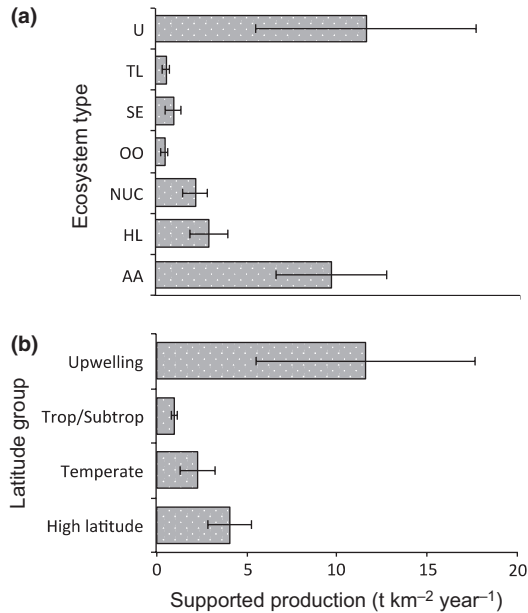 (a)
U
TL
SE
OO
NUC
HL
AA
Ecosystem type
(b)
Upwelling
Trop/Subtrop
Temperate
High latitude
Latitude group
0 5 10 15 20
Supported production (t km⁻² year⁻¹)